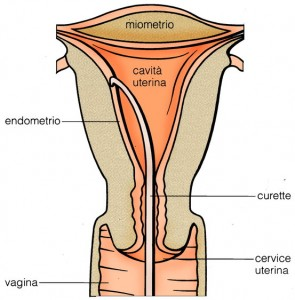 miometrio
cavità
uterina
endometrio
curette
cervice
uterina
vagina